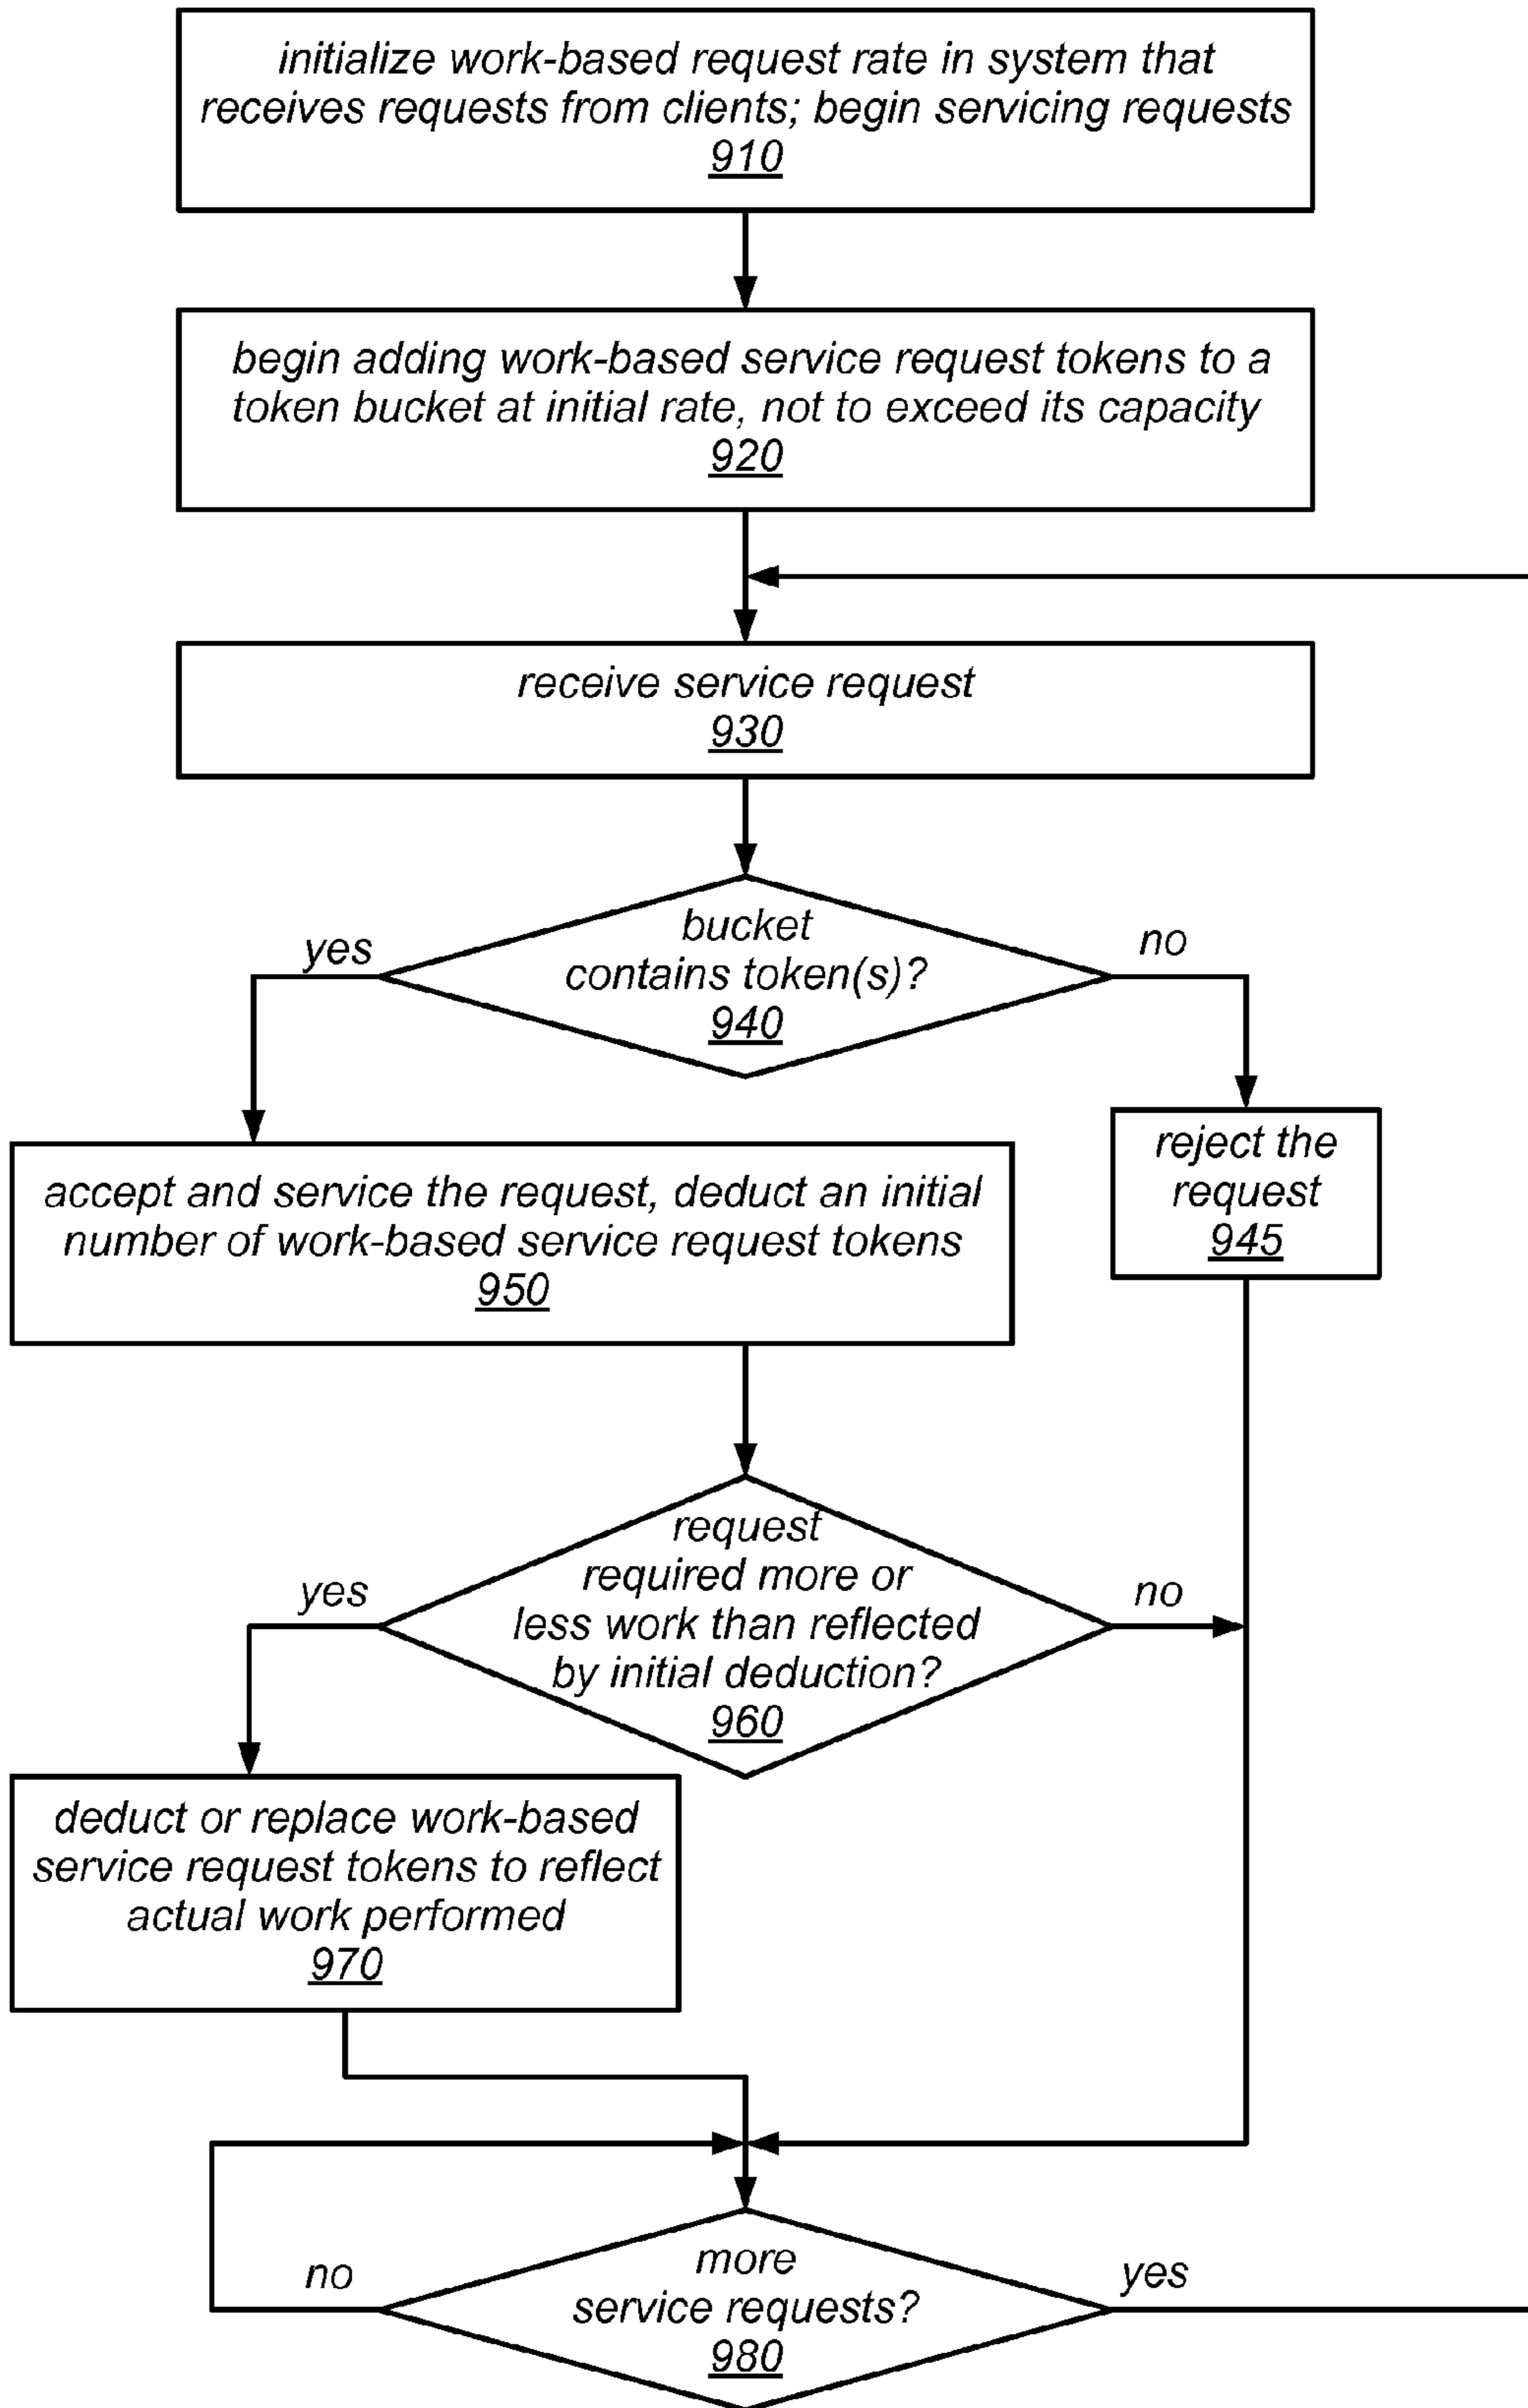 initialize work-based request rate in system that
receives requests from clients; begin servicing requests
910
begin adding work-based service request tokens to a
token bucket at initial rate, not to exceed its capacity
920
receive service request
930
bucket
contains token(s)?
940
yes
no
reject the
request
945
accept and service the request, deduct an initial
number of work-based service request tokens
950
request
required more or
less work than reflected
by initial deduction?
960
yes
no
deduct or replace work-based
service request tokens to reflect
actual work performed
970
more
service requests?
980
no
yes